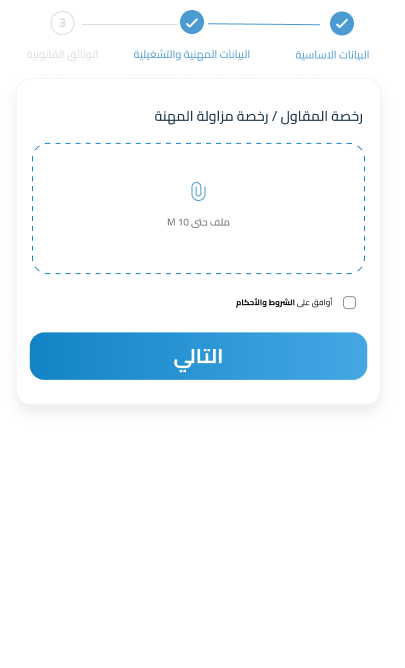 3
البيانات الاساسية
البيانات المهنية والتشغيلية
الوثائق القانونية
رخصة المقاول / رخصة مزاولة المهنة
ملف حتى 10 M
أوافق على الشروط والأحكام
التالي